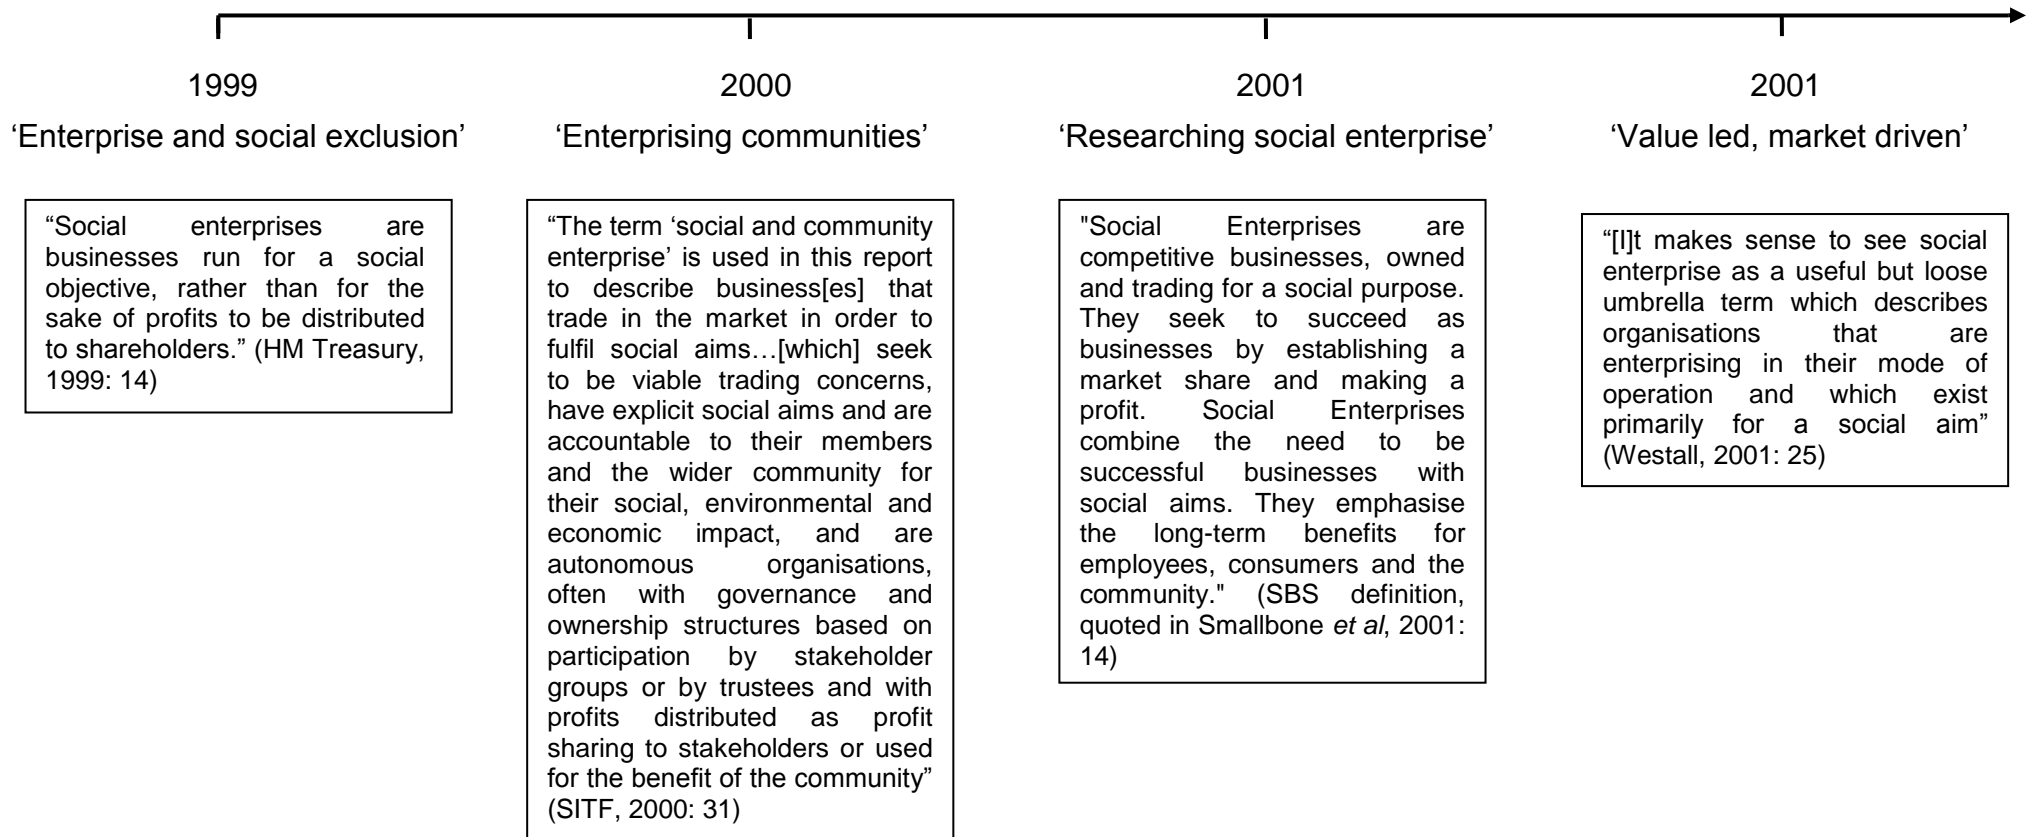 1999
‘Enterprise and social exclusion’
“Social enterprises are
businesses run for a social
objective, rather than for the
sake of profits to be distributed
to shareholders.” (HM Treasury,
1999: 14)
2000
‘Enterprising communities’
“The term ‘social and community
enterprise’ is used in this report
to describe business[es] that
trade in the market in order to
fulfil social aims…[which] seek
to be viable trading concerns,
have explicit social aims and are
accountable to their members
and the wider community for
their social, environmental and
economic impact, and are
autonomous organisations,
often with governance and
ownership structures based on
participation by stakeholder
groups or by trustees and with
profits distributed as profit
sharing to stakeholders or used
for the benefit of the community”
(SITF, 2000: 31)
2001
‘Researching social enterprise’
"Social Enterprises are
competitive businesses, owned
and trading for a social purpose.
They seek to succeed as
businesses by establishing a
market share and making a
profit. Social Enterprises
combine the need to be
successful businesses with
social aims. They emphasise
the long-term benefits for
employees, consumers and the
community." (SBS definition,
quoted in Smallbone et al, 2001:
14)
2001
‘Value led, market driven’
“[I]t makes sense to see social
enterprise as a useful but loose
umbrella term which describes
organisations that are
enterprising in their mode of
operation and which exist
primarily for a social aim”
(Westall, 2001: 25)